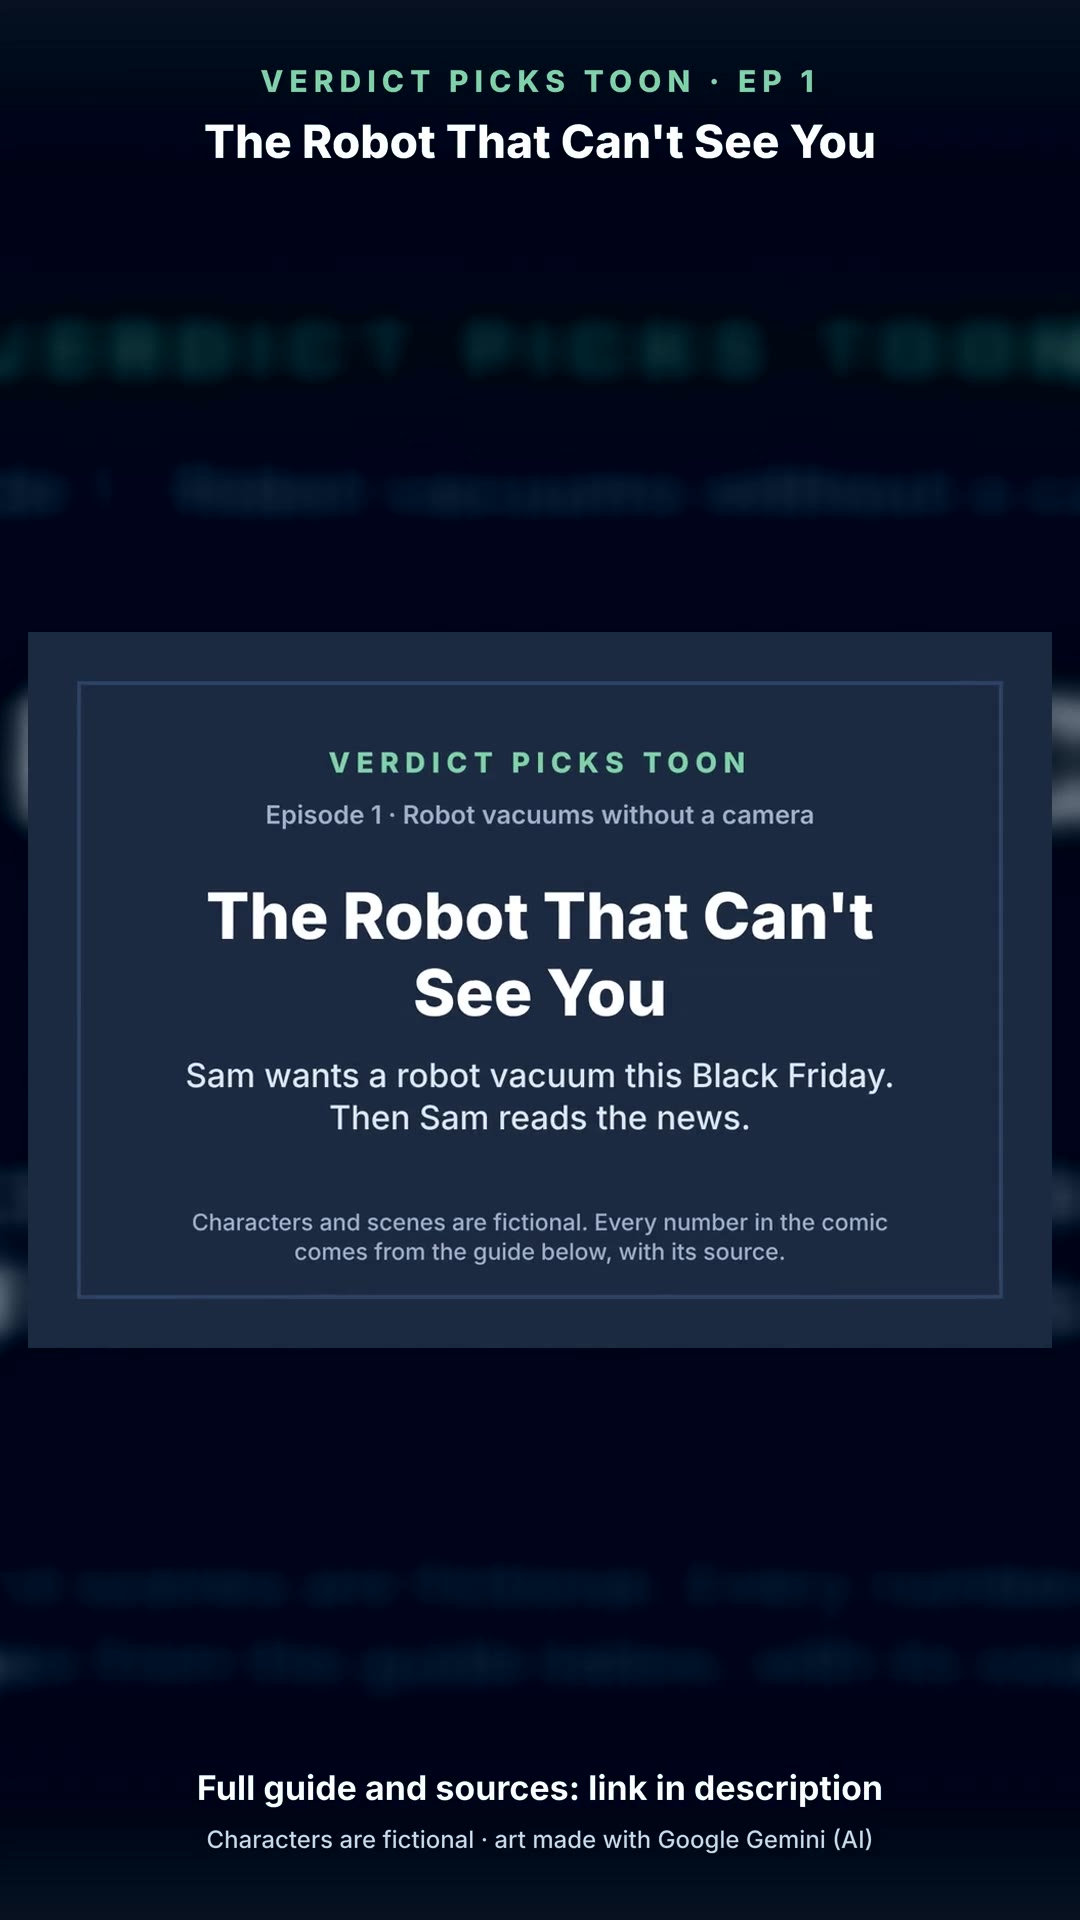 VERDICT PICKS TOON · EP 1
The Robot That Can't See You
VERDICT PICKS TOON
Episode 1 · Robot vacuums without a camera
The Robot That Can't
See You
Sam wants a robot vacuum this Black Friday.
Then Sam reads the news.
Characters and scenes are fictional. Every number in the comic
comes from the guide below, with its source.
Full guide and sources: link in description
Characters are fictional · art made with Google Gemini (AI)